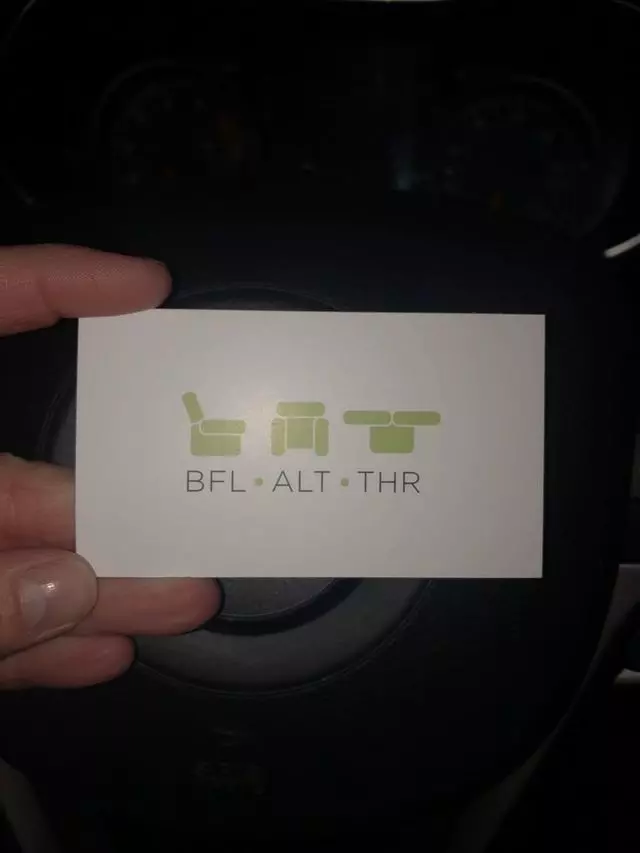 BFL • ALT • THR